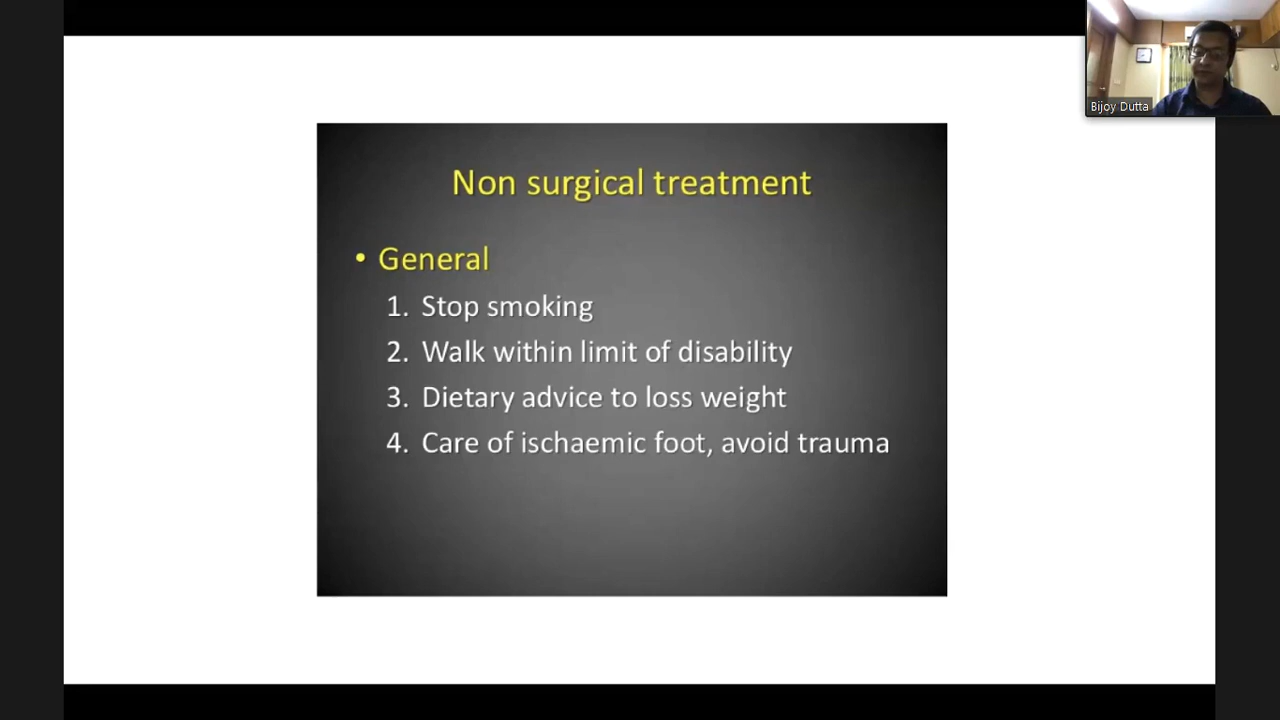 Bijoy Dutta
Non surgical treatment
• General
1. Stop smoking
2. Walk within limit of disability
3. Dietary advice to loss weight
4. Care of ischaemic foot, avoid trauma